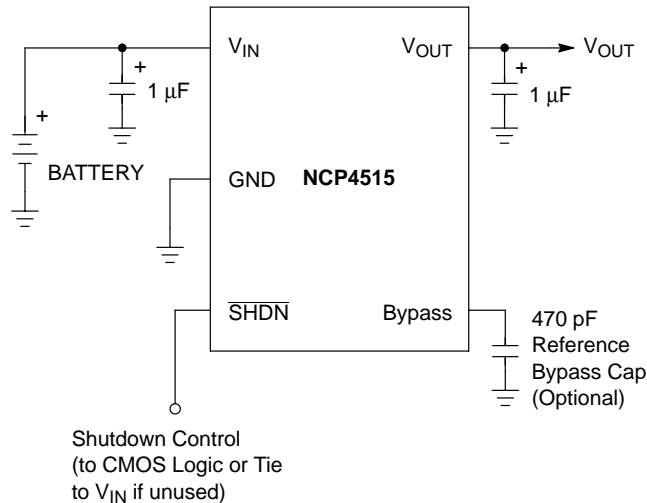 +
V_IN
V_OUT
V_OUT
+
1 μF
+
1 μF
+
BATTERY
GND
NCP4515
S̅H̅D̅N̅
Bypass
470 pF
Reference
Bypass Cap
(Optional)
Shutdown Control
(to CMOS Logic or Tie
to V_IN if unused)